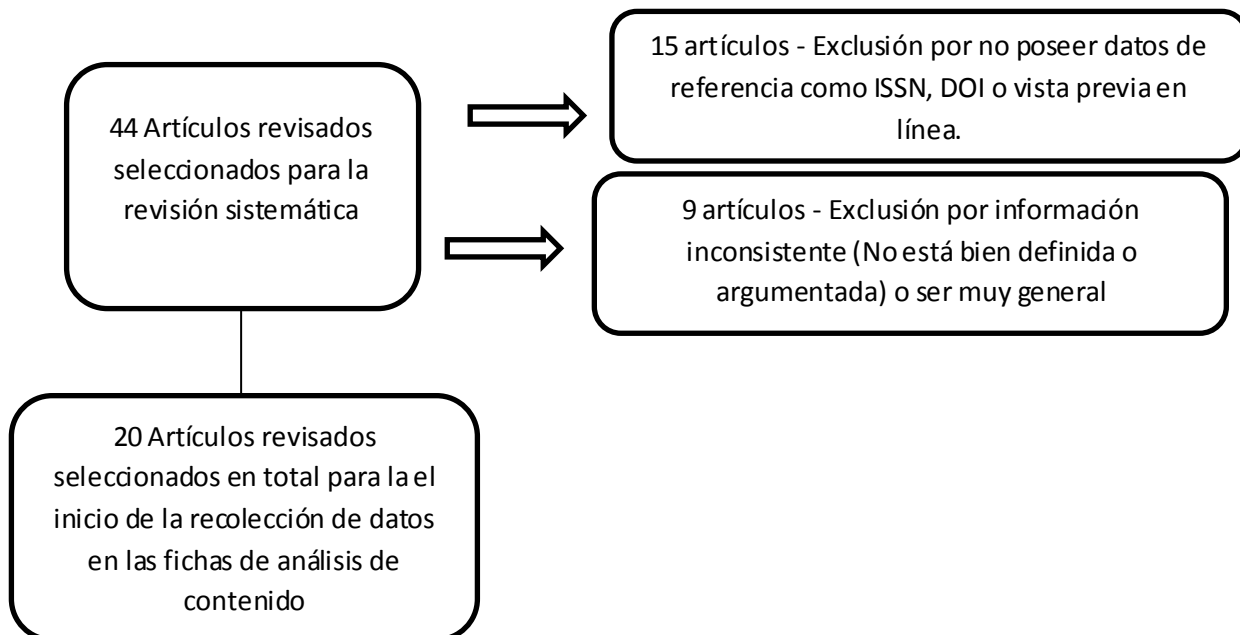 44 Artículos revisados
seleccionados para la
revisión sistemática
15 artículos - Exclusión por no poseer datos de
referencia como ISSN, DOI o vista previa en
línea.
9 artículos - Exclusión por información
inconsistente (No está bien definida o
argumentada) o ser muy general
20 Artículos revisados
seleccionados en total para la el
inicio de la recolección de datos
en las fichas de análisis de
contenido